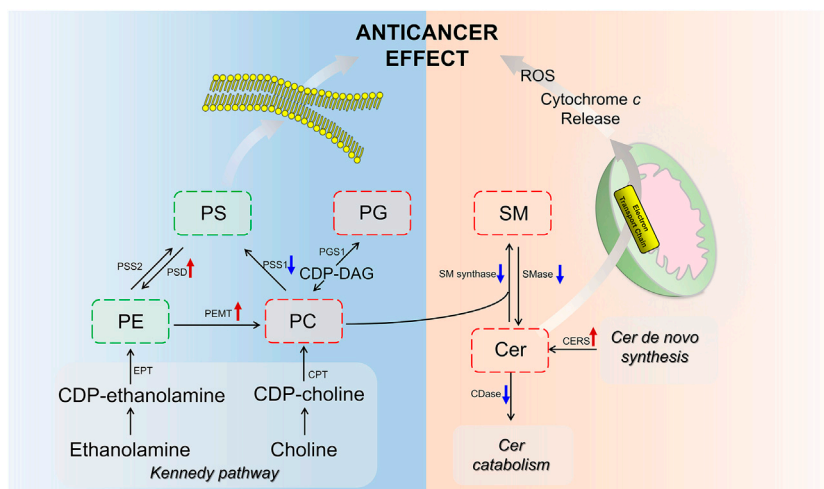 ANTICANCER
EFFECT
ROS
Cytochrome c
Release
Electron
Transport Chain
PS
PG
SM
PSS2
PSD
PSS1
PGS1
CDP-DAG
SM synthase
SMase
PE
PEMT
PC
Cer
CERS
Cer de novo
synthesis
EPT
CPT
CDase
CDP-ethanolamine
CDP-choline
Ethanolamine
Choline
Kennedy pathway
Cer
catabolism